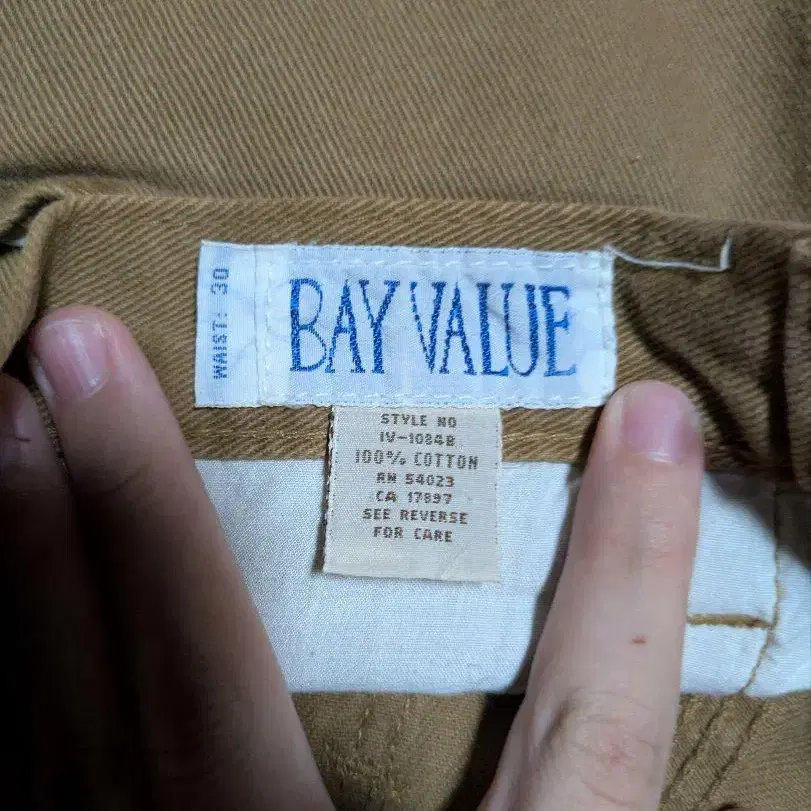 WAIST: 30
BAY VALUE
STYLE NO
IV-1084B
100% COTTON
RN 54023
CA 17897
SEE REVERSE
FOR CARE